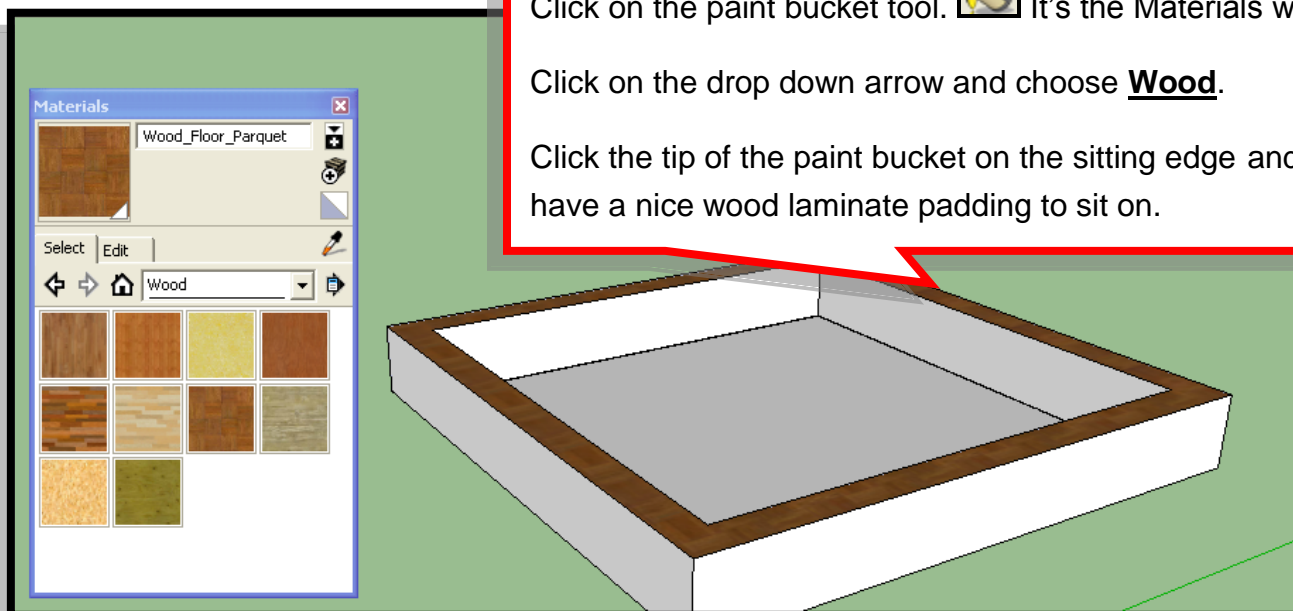 Click on the paint bucket tool. It's the Materials
Click on the drop down arrow and choose Wood.
Click the tip of the paint bucket on the sitting edge
have a nice wood laminate padding to sit on.
Materials
Wood_Floor_Parquet
Select Edit
Wood